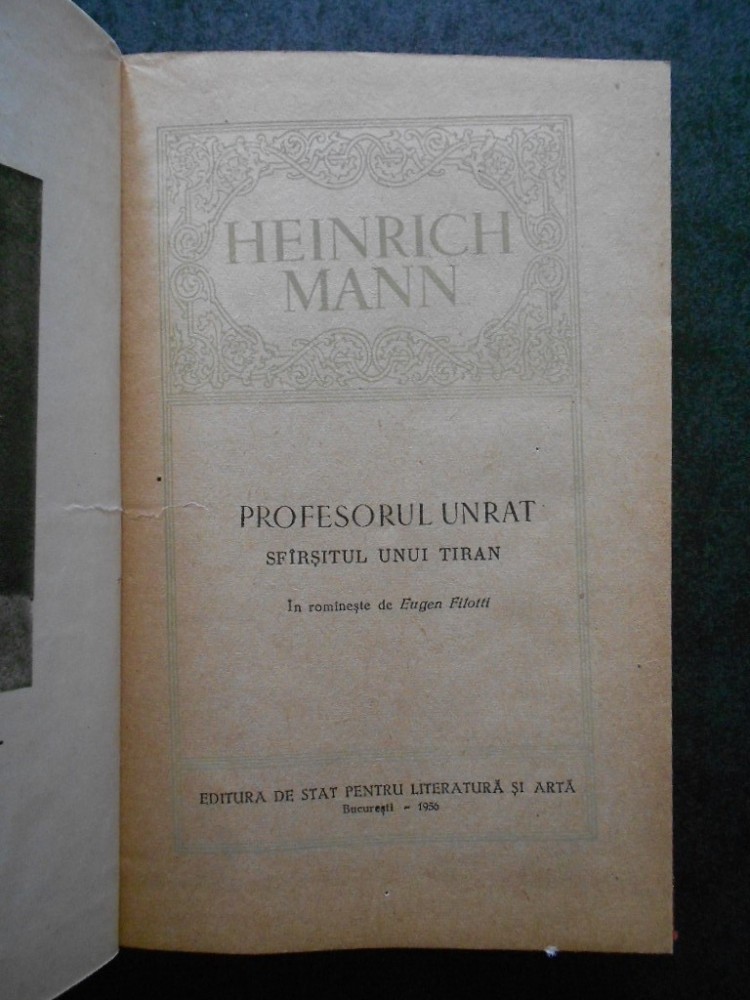 HEINRICH
MANN
PROFESORUL UNRAT
SFÎRȘITUL UNUI TIRAN
În romînește de Eugen Filotti
EDITURA DE STAT PENTRU LITERATURĂ ȘI ARTĂ
București - 1956